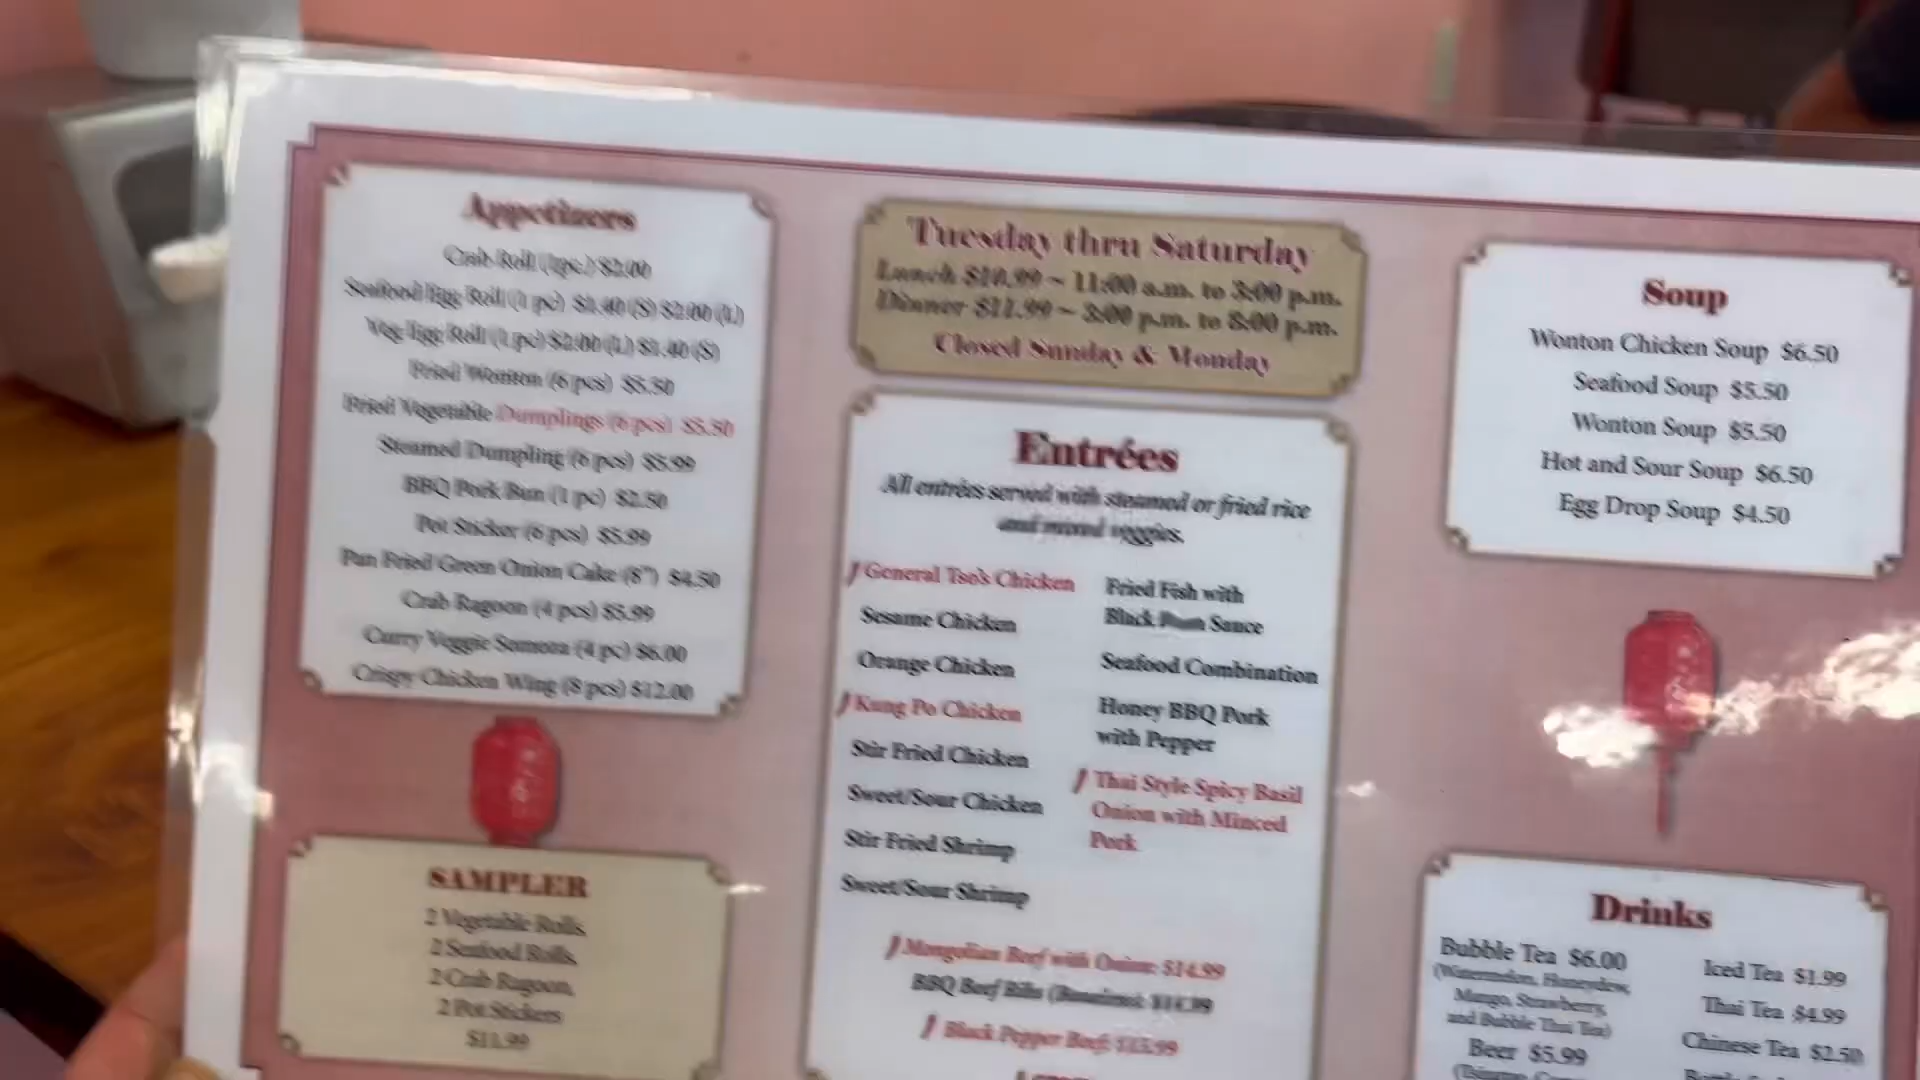 Appetizers
Crab Roll (1pc.) $2.00
Seafood Egg Roll (1 pc) $1.40 (S) $2.00 (L)
Veg Egg Roll (1 pc) $2.00 (L) $1.40 (S)
Fried Wonton (6 pcs) $5.50
Fried Vegetable Dumplings (6 pcs) $5.50
Steamed Dumpling (6 pcs) $5.99
BBQ Pork Bun (1 pc) $2.50
Pot Sticker (6 pcs) $5.99
Pan Fried Green Onion Cake (8") $4.50
Crab Ragoon (4 pcs) $5.99
Curry Veggie Samoza (4 pc) $6.00
Crispy Chicken Wing (8 pcs) $12.00
SAMPLER
2 Vegetable Rolls,
2 Seafood Rolls,
2 Crab Ragoon,
2 Pot Stickers
$11.99
Tuesday thru Saturday
Lunch $10.99 ~ 11:00 a.m. to 3:00 p.m.
Dinner $11.99 ~ 3:00 p.m. to 8:00 p.m.
Closed Sunday & Monday
Entrées
All entrées served with steamed or fried rice
and mixed veggies.
General Tso's Chicken
Sesame Chicken
Orange Chicken
Kung Po Chicken
Stir Fried Chicken
Sweet/Sour Chicken
Stir Fried Shrimp
Sweet/Sour Shrimp
Fried Fish with
Black Sauce
Seafood Combination
Honey BBQ Pork
with Pepper
Thai Style Spicy Basil
Onion with Minced
Pork
Mongolian Beef with Onion: $14.99
BBQ Beef Ribs
Black Pepper Beef:
Soup
Wonton Chicken Soup $6.50
Seafood Soup $5.50
Wonton Soup $5.50
Hot and Sour Soup $6.50
Egg Drop Soup $4.50
Drinks
Bubble Tea $6.00
(Watermelon, Honeydew,
Mango, Strawberry,
and Bubble Thai Tea)
Beer $5.99
Iced Tea $1.99
Thai Tea $4.99
Chinese Tea $2.50